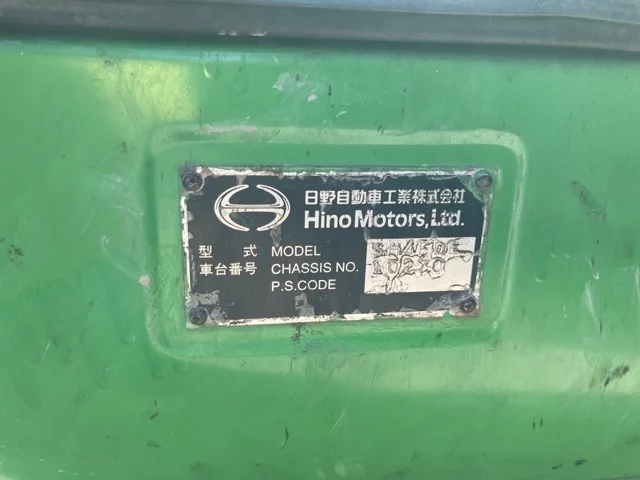 日野自動車工業株式会社
Hino Motors, Ltd.
型 式 MODEL
車台番号 CHASSIS NO. 10230
P.S.CODE